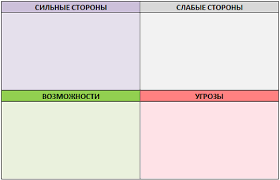 СИЛЬНЫЕ СТОРОНЫ
СЛАБЫЕ СТОРОНЫ
ВОЗМОЖНОСТИ
УГРОЗЫ